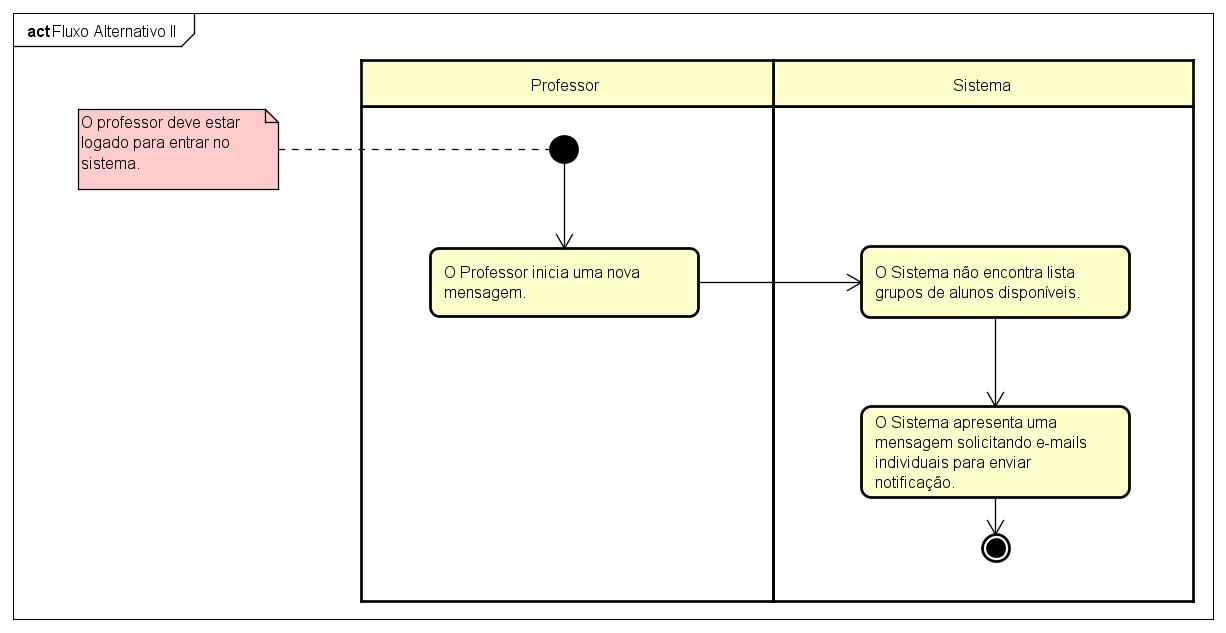 act Fluxo Alternativo II
Professor
Sistema
O professor deve estar
logado para entrar no
sistema.
O Professor inicia uma nova
mensagem.
O Sistema não encontra lista
grupos de alunos disponíveis.
O Sistema apresenta uma
mensagem solicitando e-mails
individuais para enviar
notificação.